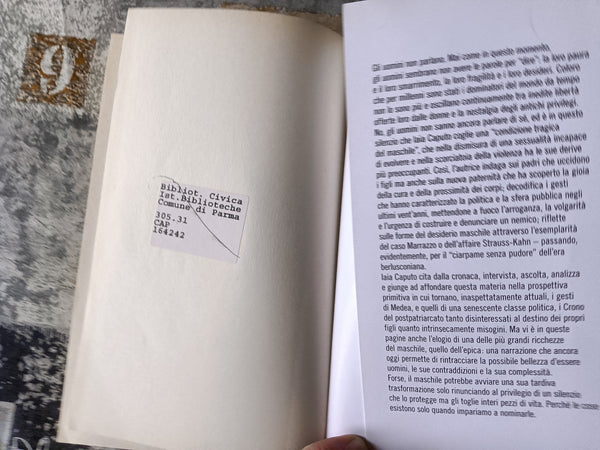 9
Bibliot. Civica
Ist. Biblioteche
Comune di Parma
305.31
CAP
164242
Gli uomini non parlano. Mai come in questo momento,
gli uomini sembrano non avere le parole per "dire": la loro paura
e il loro smarrimento, la loro fragilità e i loro desideri. Coloro
che per millenni sono stati i dominatori del mondo da tempo
non lo sono più e oscillano continuamente tra inedite libertà
offerte loro dalle donne e la nostalgia degli antichi privilegi.
No, gli uomini non sanno ancora parlare di sé, ed è in questo
silenzio che Iaia Caputo coglie una "condizione tragica
del maschile", che nella dismisura di una sessualità incapace
di evolvere e nella scorciatoia della violenza ha le sue derive
più preoccupanti. Così, l'autrice indaga sui padri che uccidono
i figli ma anche sulla nuova paternità che ha scoperto la gioia
della cura e della prossimità dei corpi; decodifica i gesti
che hanno caratterizzato la politica e la sfera pubblica negli
ultimi vent'anni, mettendone a fuoco l'arroganza, la volgarità
e l'urgenza di costruire e denunciare un nemico; riflette
sulle forme del desiderio maschile attraverso l'esemplarità
del caso Marrazzo o dell'affaire Strauss-Kahn – passando,
evidentemente, per il "ciarpame senza pudore" dell'era
berlusconiana.
Iaia Caputo cita dalla cronaca, intervista, ascolta, analizza
e giunge ad affondare questa materia nella prospettiva
primitiva in cui tornano, inaspettatamente attuali, i gesti
di Medea, e quelli di una senescente classe politica, i Crono
del postpatriarcato tanto disinteressati al destino dei propri
figli quanto intrinsecamente misogini. Ma vi è in queste
pagine anche l'elogio di una delle più grandi ricchezze
del maschile, quello dell'epica: una narrazione che ancora
oggi permette di rintracciare la possibile bellezza d'essere
uomini, le sue contraddizioni e la sua complessità.
Forse, il maschile potrebbe avviare una sua tardiva
trasformazione solo rinunciando al privilegio di un silenzio
che lo protegge ma gli toglie interi pezzi di vita. Perché le cose
esistono solo quando impariamo a nominarle.